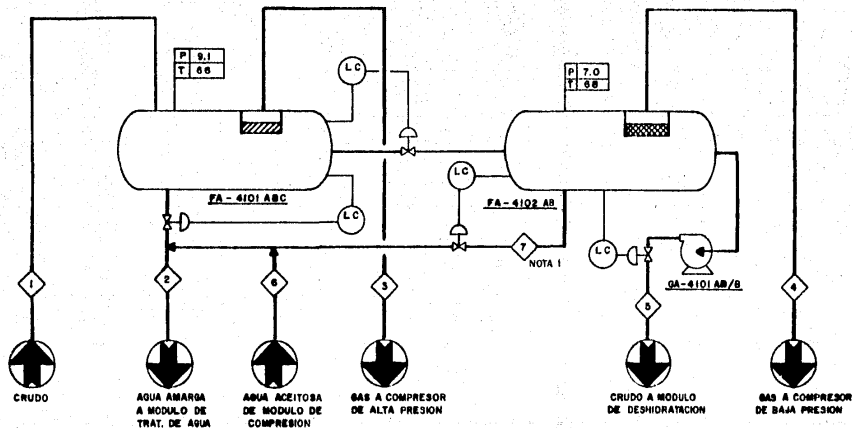 P 9.1
T 66
LC
P 7.0
T 68
LC
FA - 4101 ABC
LC
FA - 4102 AB
LC
7
NOTA 1
GA-4101 AB/B
1
2
6
3
5
4
CRUDO
AGUA AMARGA
A MODULO DE
TRAT. DE AGUA
AGUA ACEITOSA
DE MODULO DE
COMPRESION
GAS A COMPRESOR
DE ALTA PRESION
CRUDO A MODULO
DE DESHIDRATACION
GAS A COMPRESOR
DE BAJA PRESION